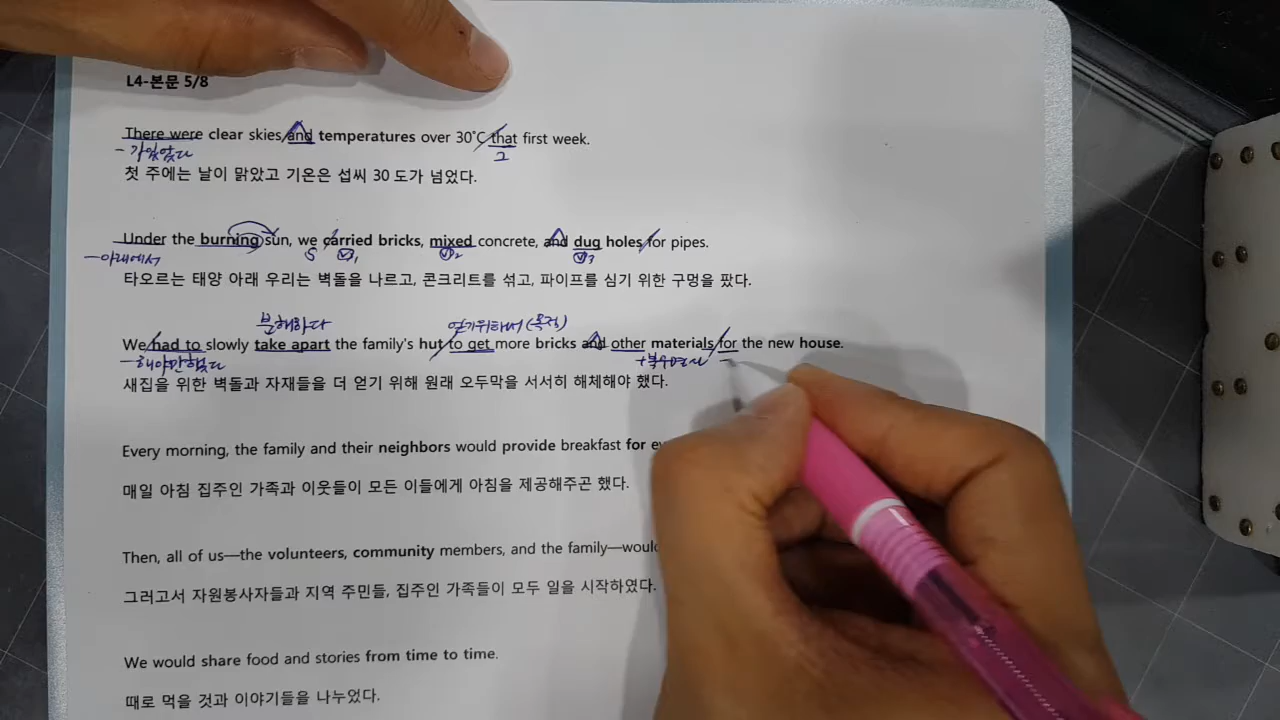 L4-본문 5/8
There were clear skies and temperatures over 30˚C that first week.
-가 있었다 그
첫 주에는 날이 맑았고 기온은 섭씨 30 도가 넘었다.
Under the burning sun, we carried bricks, mixed concrete, and dug holes for pipes.
-아래에서 S V1 V2 V3
타오르는 태양 아래 우리는 벽돌을 나르고, 콘크리트를 섞고, 파이프를 심기 위한 구멍을 팠다.
분해하다 얻기위하서 (목적)
We had to slowly take apart the family's hut to get more bricks and other materials for the new house.
-해야만했다 +복수명사
새집을 위한 벽돌과 자재들을 더 얻기 위해 원래 오두막을 서서히 해체해야 했다.
Every morning, the family and their neighbors would provide breakfast for
매일 아침 집주인 가족과 이웃들이 모든 이들에게 아침을 제공해주곤 했다.
Then, all of us—the volunteers, community members, and the family—would
그러고서 자원봉사자들과 지역 주민들, 집주인 가족들이 모두 일을 시작하였다.
We would share food and stories from time to time.
때로 먹을 것과 이야기들을 나누었다.